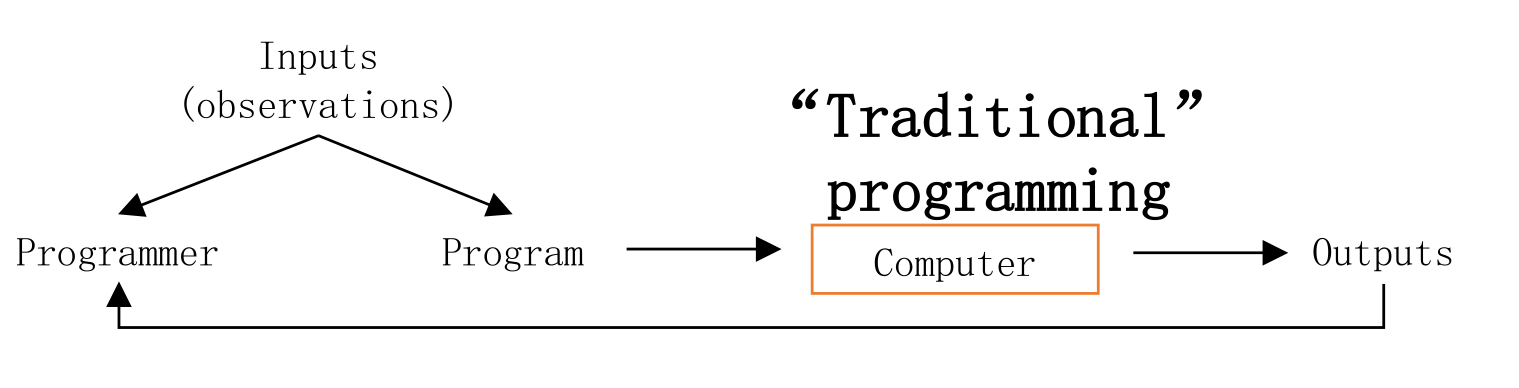 Inputs
(observations)
“Traditional”
programming
Programmer
Program
Computer
Outputs